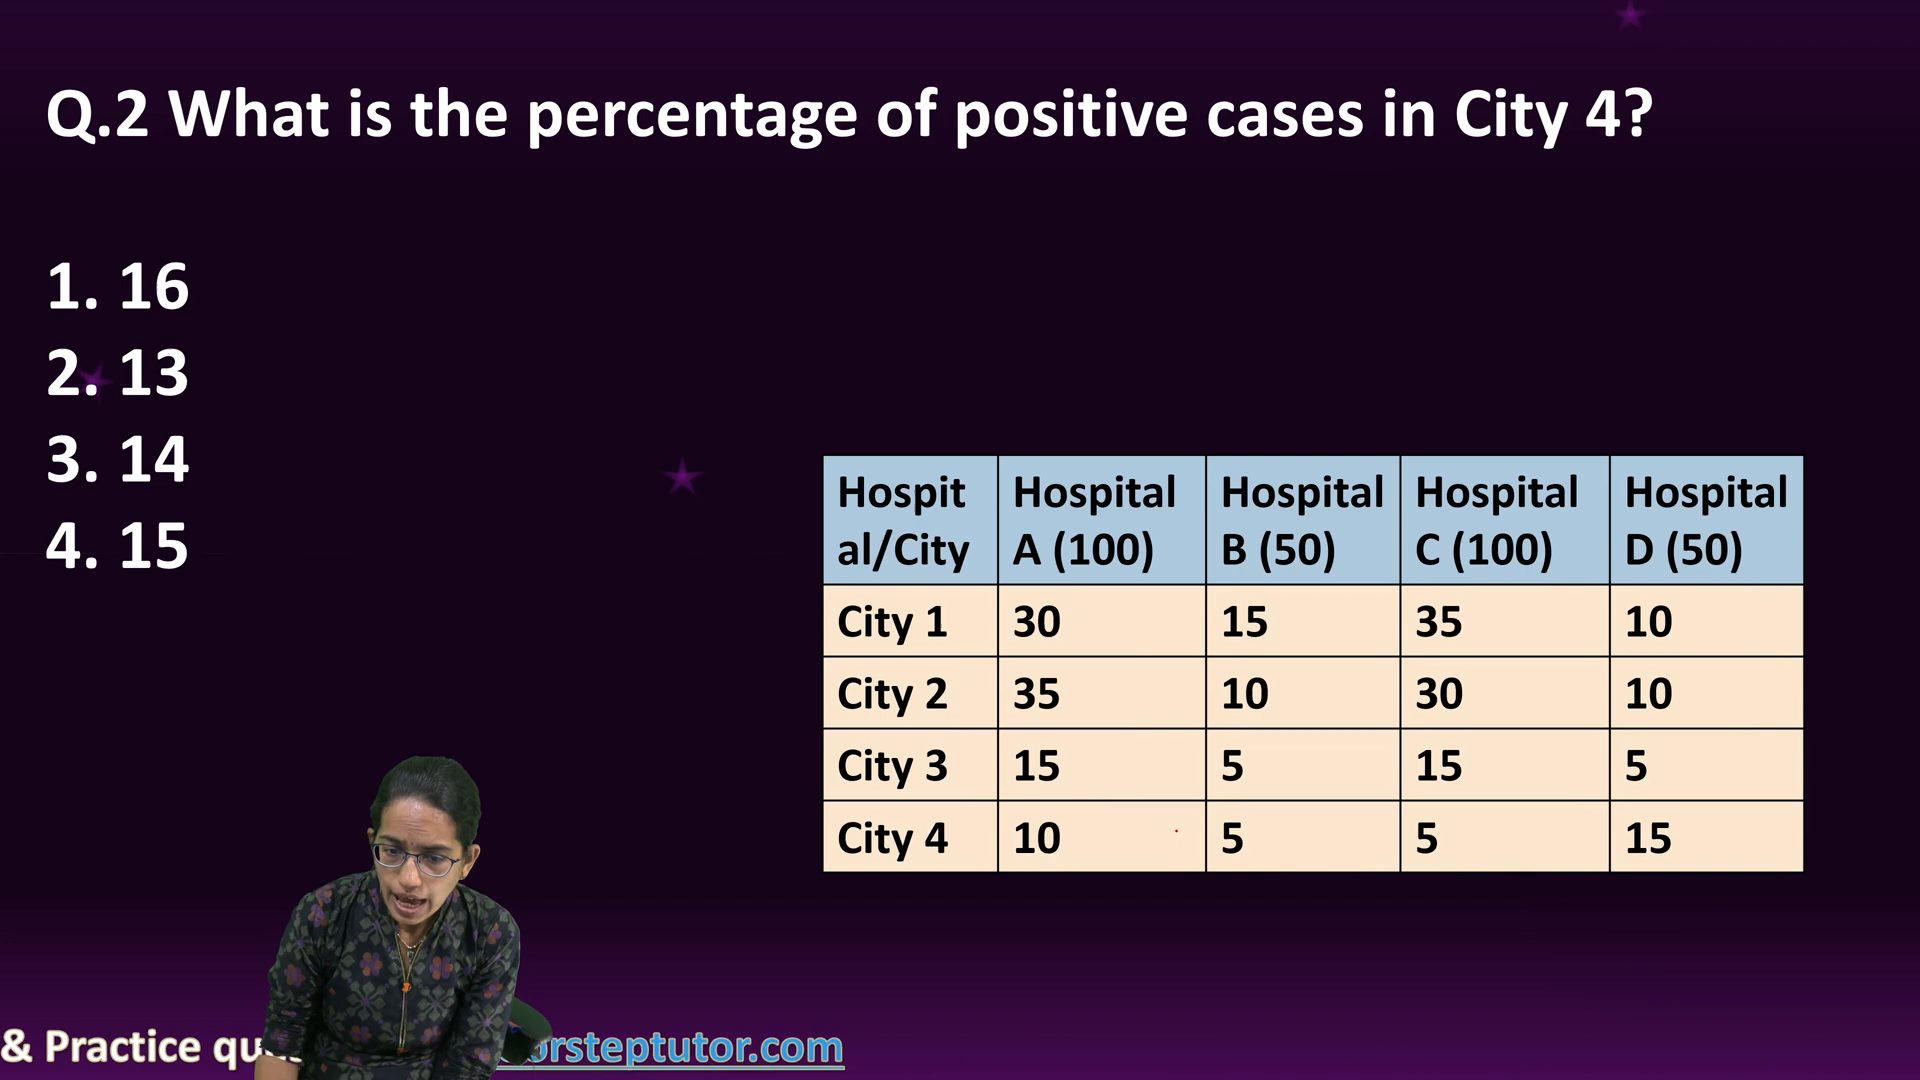 Q.2 What is the percentage of positive cases in City 4?
1. 16
2. 13
3. 14
4. 15
Hospit
al/City
Hospital
A (100)
Hospital
B (50)
Hospital
C (100)
Hospital
D (50)
City 1 30 15 35 10
City 2 35 10 30 10
City 3 15 5 15 5
City 4 10 5 5 15
& Practice orsteptutor.com